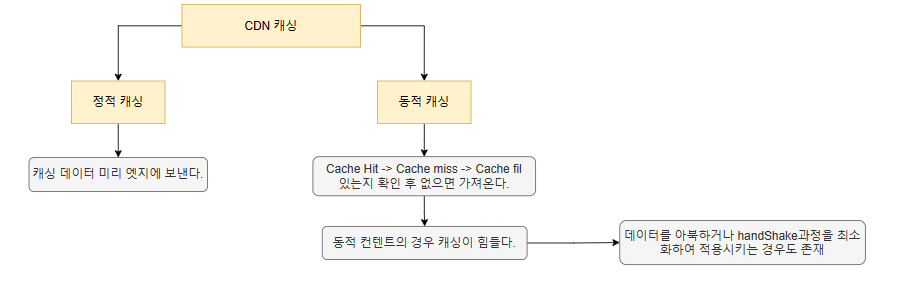 CDN 캐싱
정적 캐싱
동적 캐싱
캐싱 데이터 미리 엣지에 보낸다.
Cache Hit -> Cache miss -> Cache fil
있는지 확인 후 없으면 가져온다.
동적 컨텐트의 경우 캐싱이 힘들다.
데이터를 아북하거나 handShake과정을 최소
화하여 적용시키는 경우도 존재